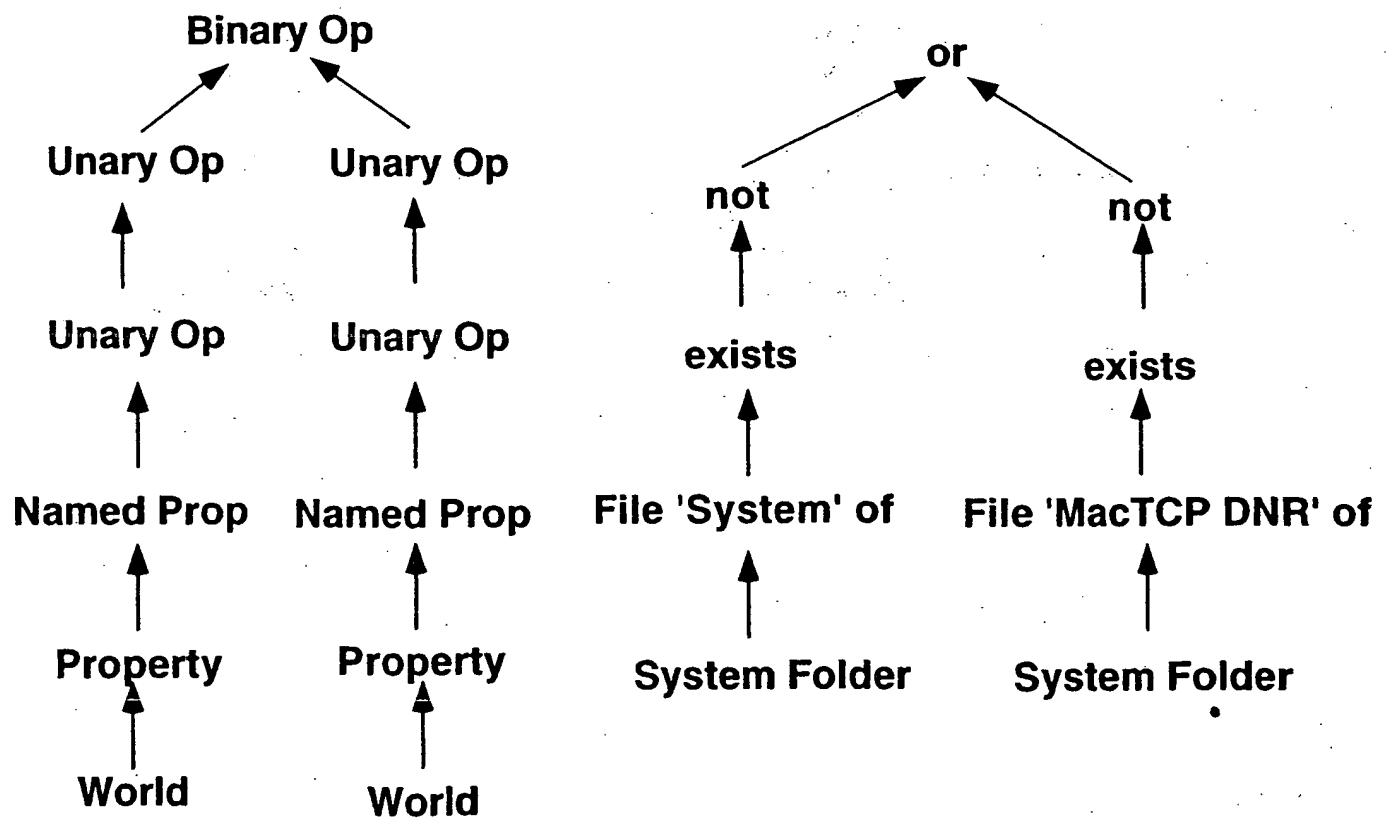 Binary Op
Unary Op Unary Op
Unary Op Unary Op
Named Prop Named Prop
Property Property
World World
or
not not
exists exists
File 'System' of File 'MacTCP DNR' of
System Folder System Folder